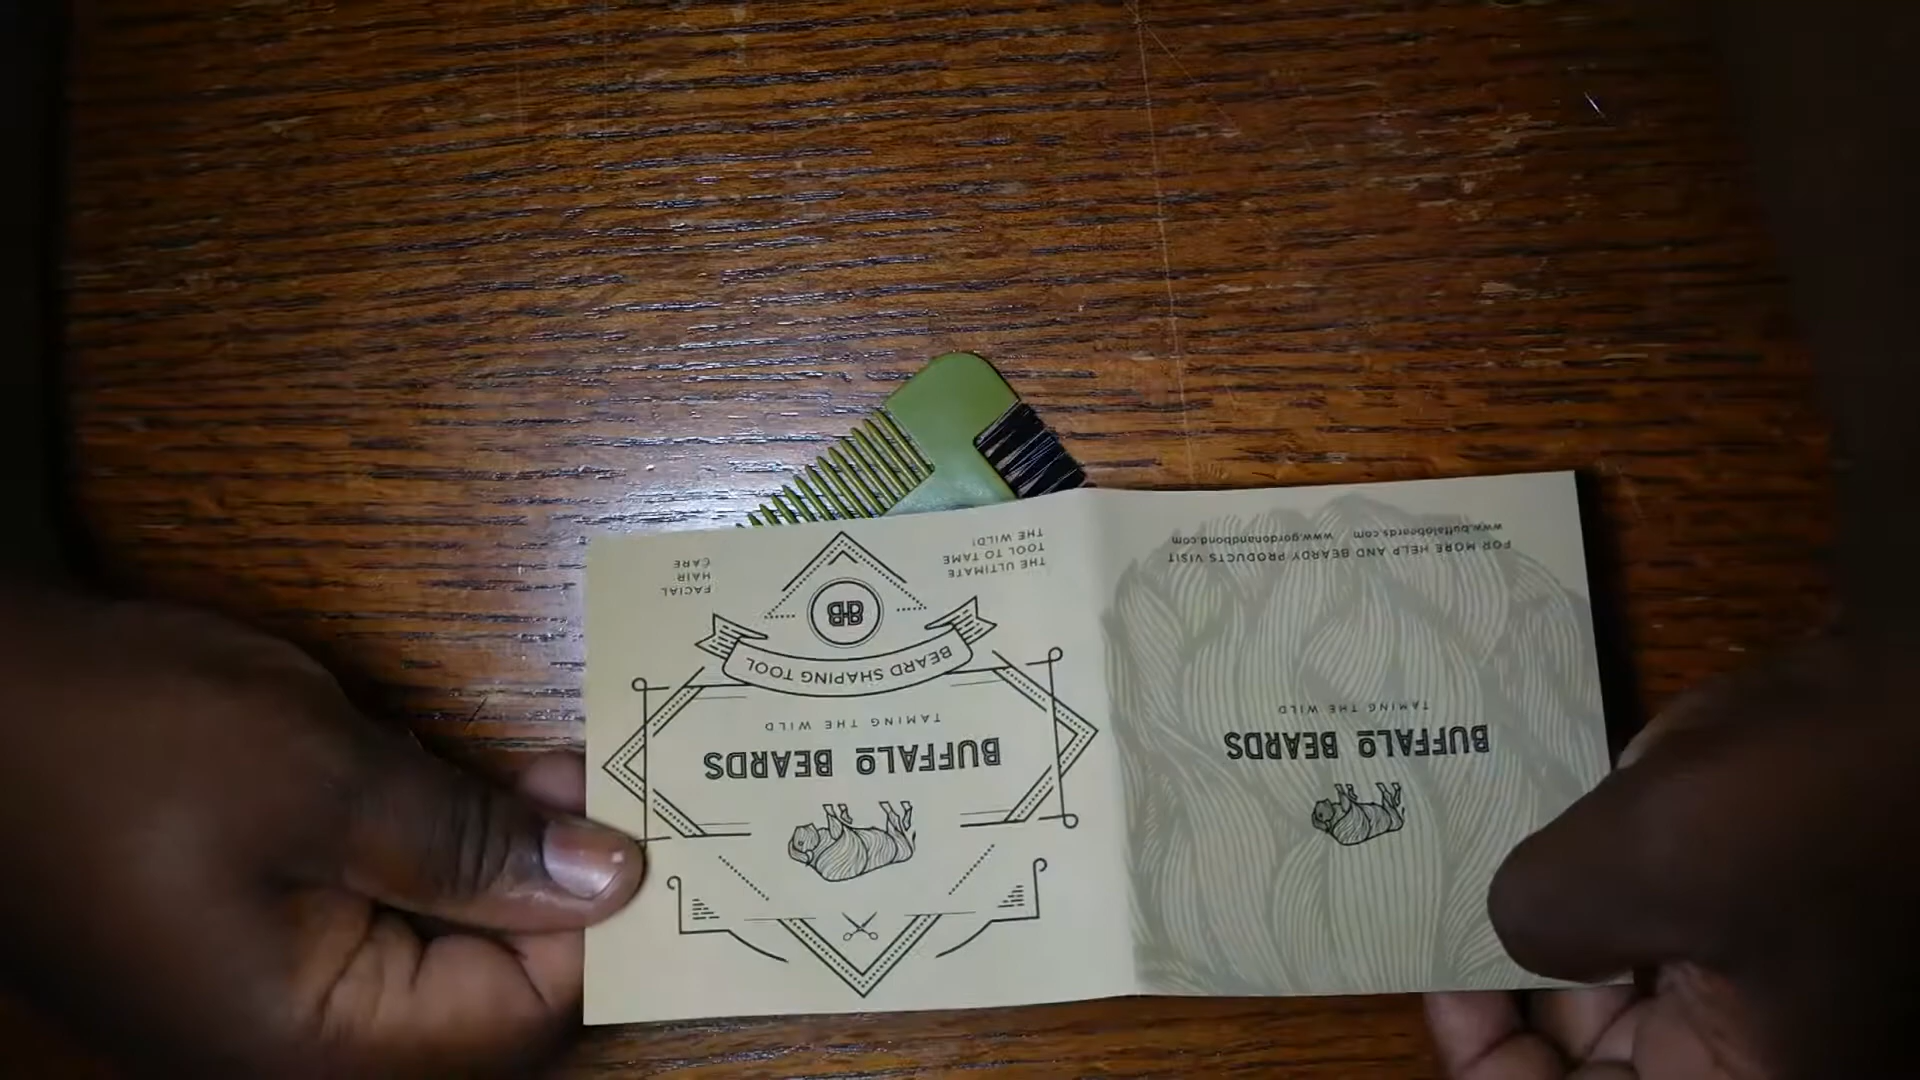 BUFFALO BEARDS
TAMING THE WILD
BEARD SHAPING TOOL
BB
THE ULTIMATE
TOOL TO TAME
THE WILD!
FACIAL
HAIR
CARE
BUFFALO BEARDS
TAMING THE WILD
FOR MORE HELP AND BEARDY PRODUCTS VISIT
www.buffalobeards.com www.gordonandbond.com